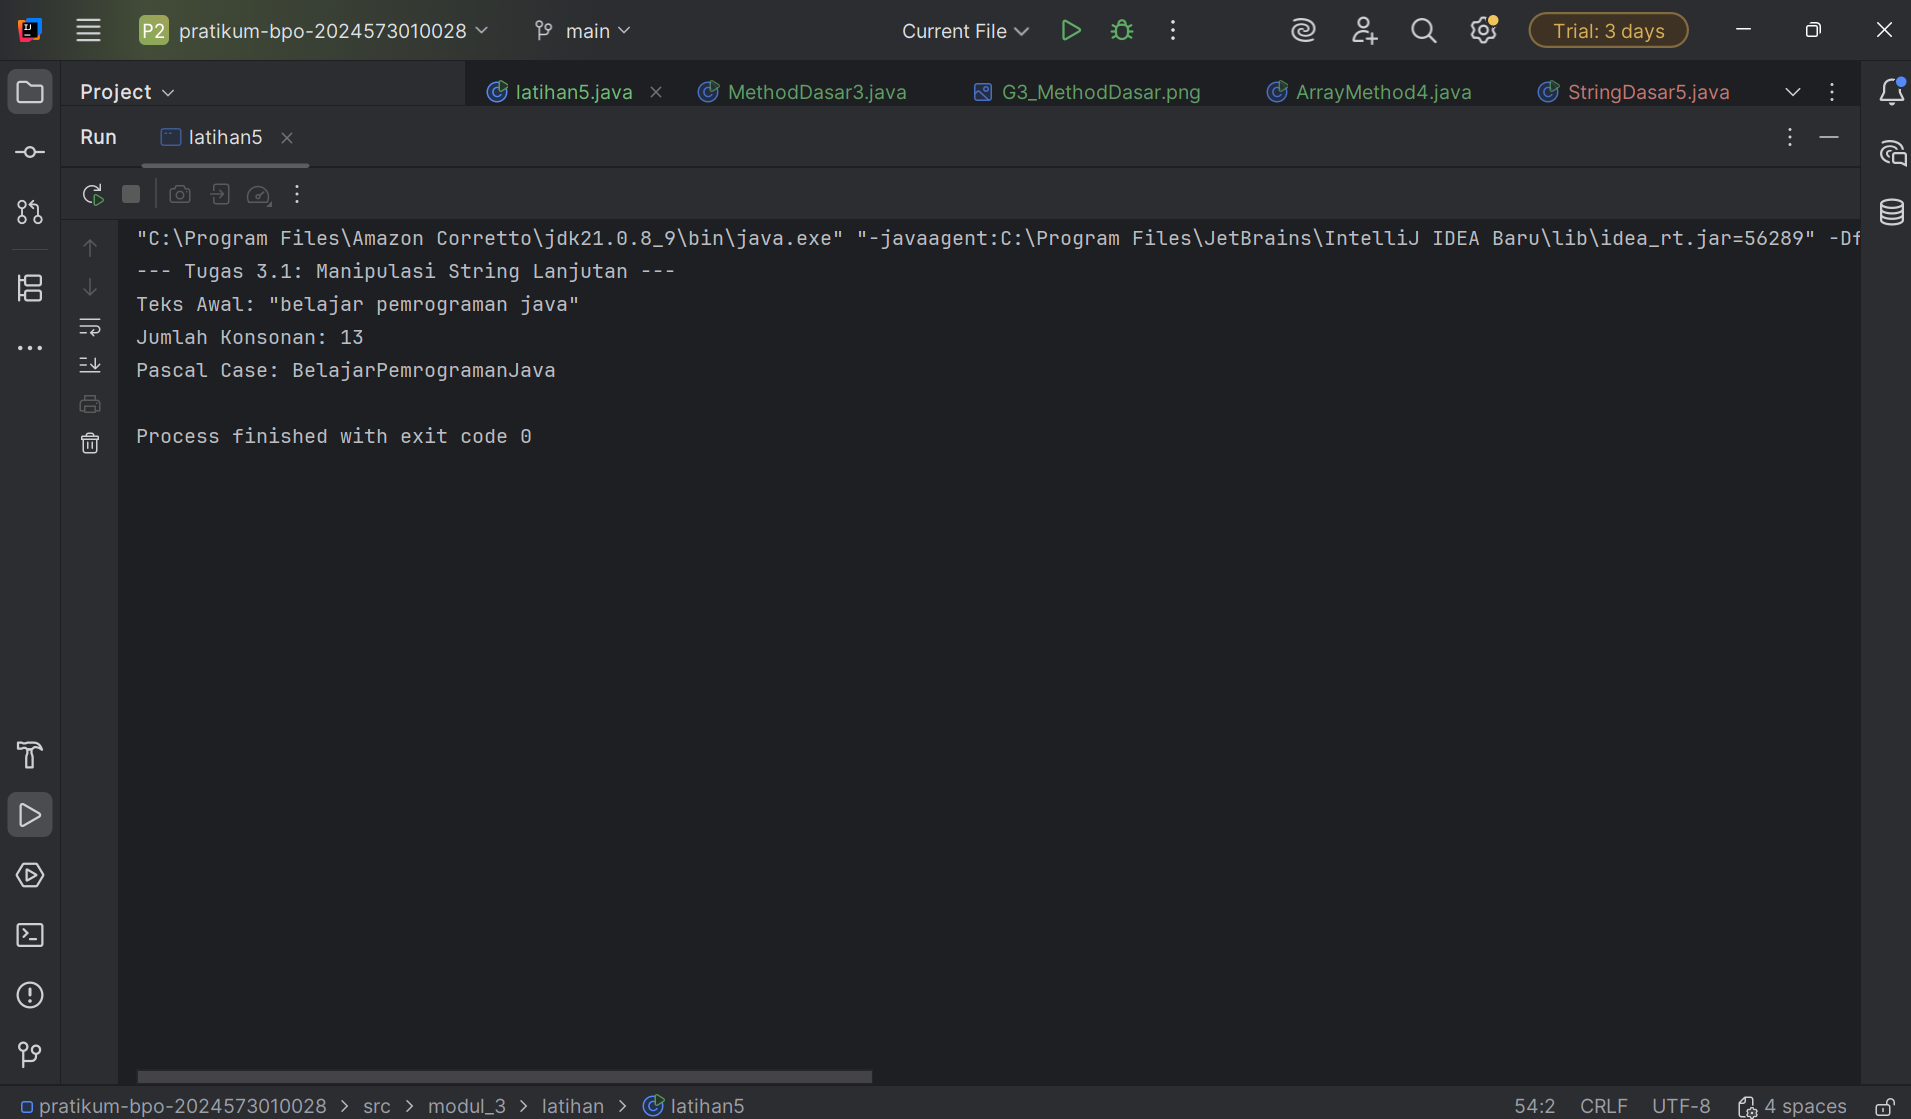 P2 pratikum-bpo-2024573010028 main Current File Trial: 3 days
Project latihan5.java MethodDasar3.java G3_MethodDasar.png ArrayMethod4.java StringDasar5.java
Run latihan5
"C:\Program Files\Amazon Corretto\jdk21.0.8_9\bin\java.exe" "-javaagent:C:\Program Files\JetBrains\IntelliJ IDEA Baru\lib\idea_rt.jar=56289" -Df
--- Tugas 3.1: Manipulasi String Lanjutan ---
Teks Awal: "belajar pemrograman java"
Jumlah Konsonan: 13
Pascal Case: BelajarPemrogramanJava
Process finished with exit code 0
pratikum-bpo-2024573010028 > src > modul_3 > latihan > latihan5 54:2 CRLF UTF-8 4 spaces